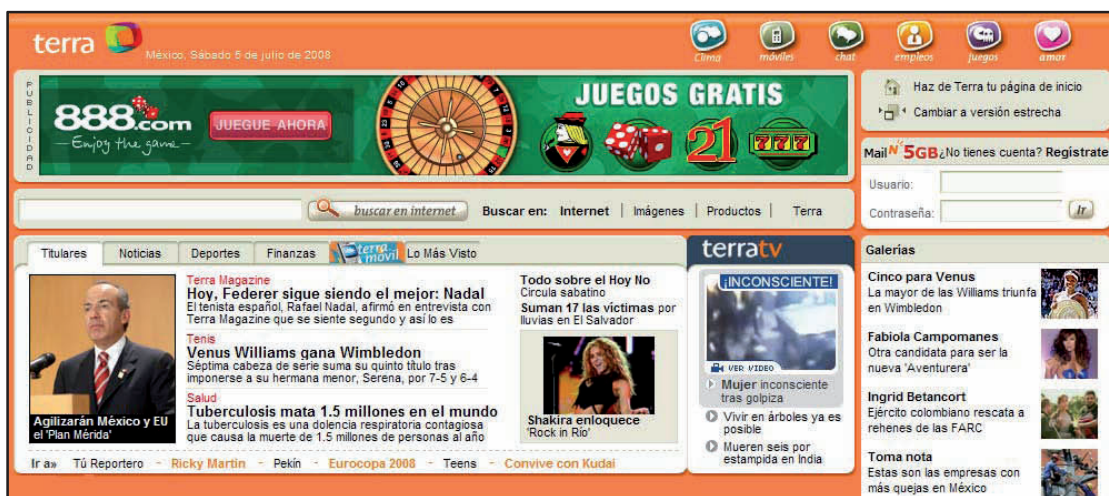 terra
México, Sábado 5 de julio de 2008
Clima
móviles
chat
empleos
juegos
amor
PUBLICIDAD
888.com
Enjoy the game
JUEGUE AHORA
JUEGOS GRATIS
21
777
Haz de Terra tu página de inicio
Cambiar a versión estrecha
buscar en internet
Buscar en: Internet | Imágenes | Productos | Terra
Mail N 5GB ¿No tienes cuenta? Regístrate
Usuario:
Contraseña:
Ir
Titulares
Noticias
Deportes
Finanzas
terra móvil
Lo Más Visto
Agilizarán México y EU
el 'Plan Mérida'
Terra Magazine
Hoy, Federer sigue siendo el mejor: Nadal
El tenista español, Rafael Nadal, afirmó en entrevista con
Terra Magazine que se siente segundo y así lo es
Tenis
Venus Williams gana Wimbledon
Séptima cabeza de serie suma su quinto título tras
imponerse a su hermana menor, Serena, por 7-5 y 6-4
Salud
Tuberculosis mata 1.5 millones en el mundo
La tuberculosis es una dolencia respiratoria contagiosa
que causa la muerte de 1.5 millones de personas al año
Todo sobre el Hoy No
Circula sabatino
Suman 17 las víctimas por
lluvias en El Salvador
Shakira enloquece
'Rock in Río'
Ir a» Tú Reportero - Ricky Martin - Pekín - Eurocopa 2008 - Teens - Convive con Kudai
terratv
¡INCONSCIENTE!
VER VIDEO
Mujer inconsciente
tras golpiza
Vivir en árboles ya es
posible
Mueren seis por
estampida en India
Galerías
Cinco para Venus
La mayor de las Williams triunfa
en Wimbledon
Fabiola Campomanes
Otra candidata para ser la
nueva 'Aventurera'
Ingrid Betancort
Ejército colombiano rescata a
rehenes de las FARC
Toma nota
Estas son las empresas con
más quejas en México